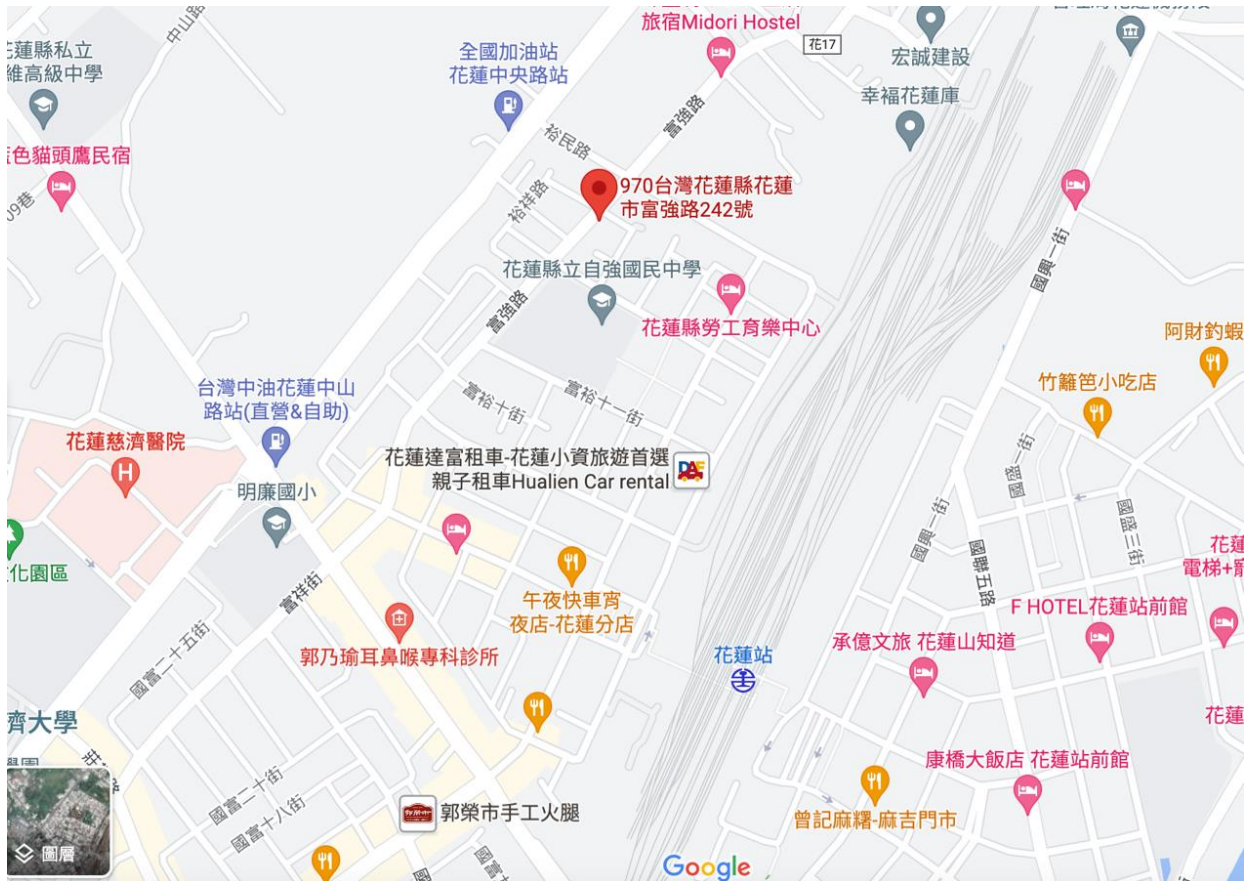 旅宿Midori Hostel
花17
宏誠建設
中山路
花蓮縣私立
維高級中學
全國加油站
花蓮中央路站
幸福花蓮庫
富強路
裕民路
色貓頭鷹民宿
970台灣花蓮縣花蓮
市富強路242號
09巷
裕祥路
國興一街
花蓮縣立自強國民中學
富強路
花蓮縣勞工育樂中心
阿財釣蝦
竹籬笆小吃店
台灣中油花蓮中山
路站(直營&自助)
富裕十街
富裕十一街
花蓮慈濟醫院
花蓮達富租車-花蓮小資旅遊首選
親子租車Hualien Car rental
國盛一街
明廉國小
國盛三街
國興一街
國聯五路
花蓮
電梯+
化園區
富祥街
午夜快車宵
夜店-花蓮分店
F HOTEL花蓮站前館
國富二十五街
郭乃瑜耳鼻喉專科診所
花蓮站
承億文旅 花蓮山知道
濟大學
花蓮
康橋大飯店 花蓮站前館
國富二十街
國富十八街
郭榮市手工火腿
曾記麻糬-麻吉門市
圖層
國富十
Google